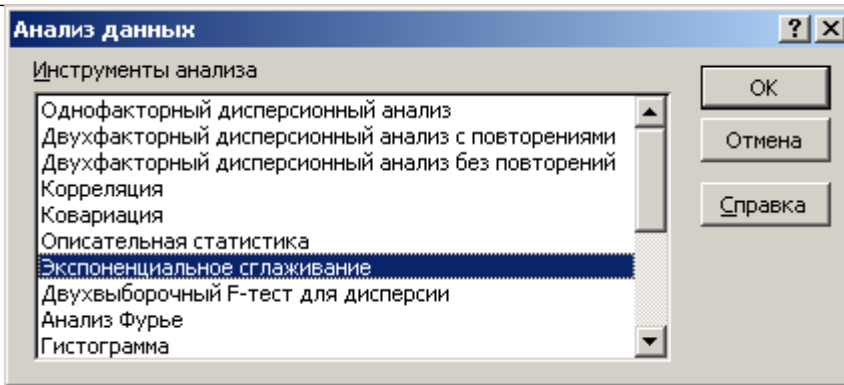 Анализ данных
Инструменты анализа
Однофакторный дисперсионный анализ
Двухфакторный дисперсионный анализ с повторениями
Двухфакторный дисперсионный анализ без повторений
Корреляция
Ковариация
Описательная статистика
Экспоненциальное сглаживание
Двухвыборочный F-тест для дисперсии
Анализ Фурье
Гистограмма
OK
Отмена
Справка